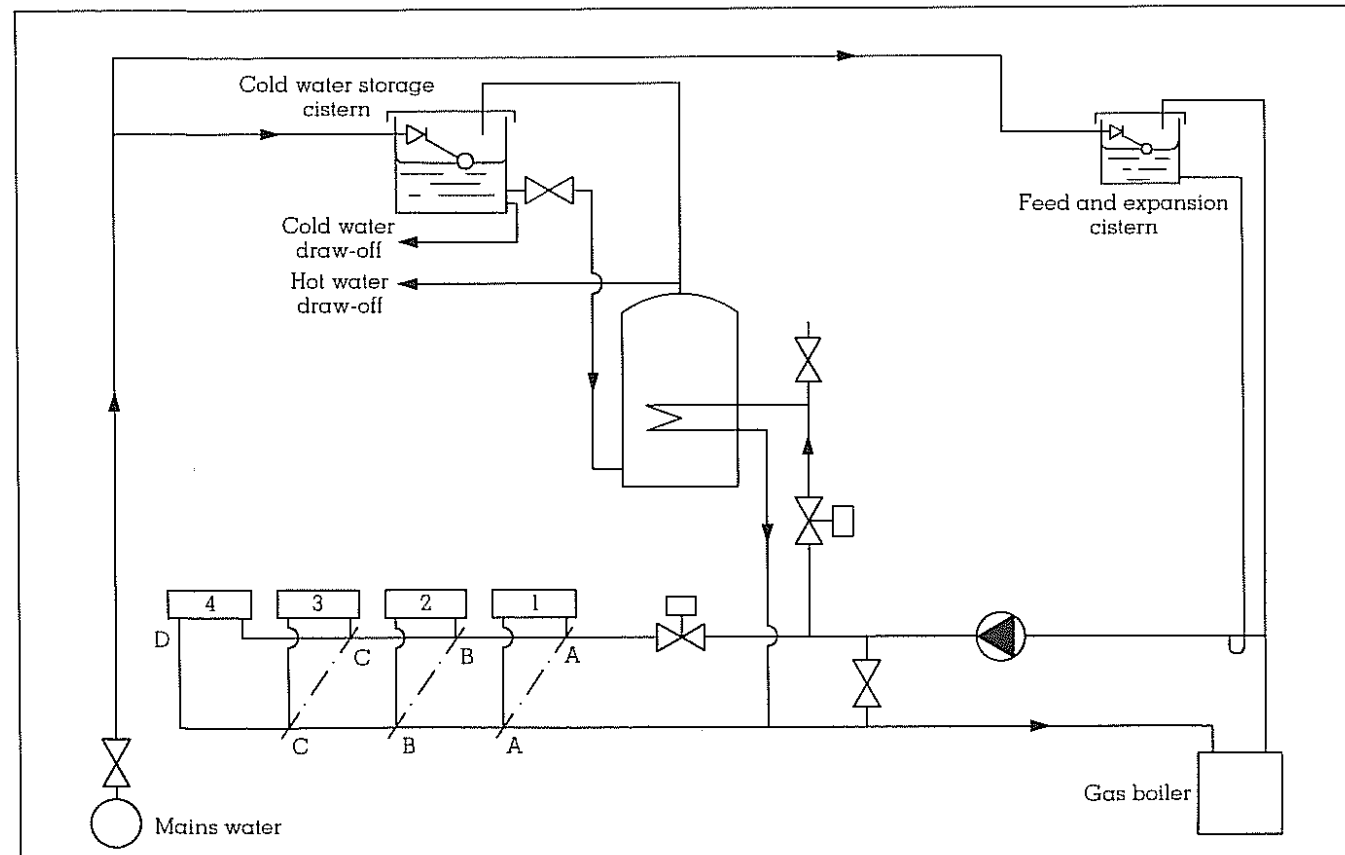 Cold water storage
cistern
Feed and expansion
cistern
Cold water
draw-off
Hot water
draw-off
4 3 2 1
D
C B A
C B A
Gas boiler
Mains water